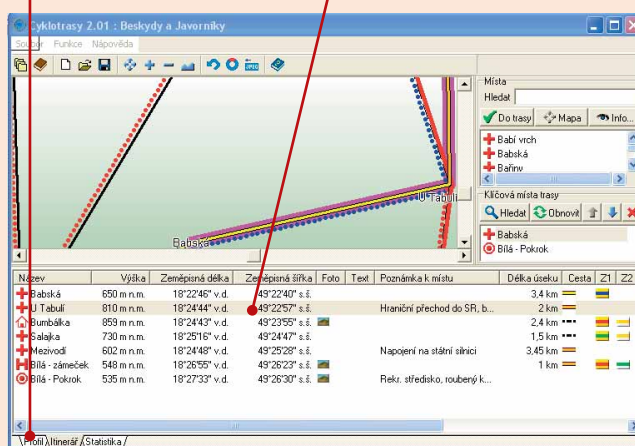 Cyklotrasy 2.01 : Beskydy a Javorníky
Soubor Funkce Nápověda
Místa
Hledat
Do trasy Mapa Info...
Babí vrch
Babská
Bařiny
Klíčová místa trasy
Hledat Obnovit
Babská
Bílá - Pokrok
U Tabulí
Babská
Název Výška Zeměpisná délka Zeměpisná šířka Foto Text Poznámka k místu Délka úseku Cesta Z1 Z2
Babská 650 m n.m. 18°22'46" v.d. 49°22'40" s.š. 3,4 km
U Tabulí 810 m n.m. 18°24'44" v.d. 49°22'57" s.š. Hraniční přechod do SR, b... 2 km
Bumbálka 859 m n.m. 18°24'43" v.d. 49°23'55" s.š. 2,4 km
Salajka 730 m n.m. 18°25'16" v.d. 49°24'47" s.š. 1,5 km
Mezivodí 602 m n.m. 18°24'48" v.d. 49°25'28" s.š. Napojení na státní silnici 3,45 km
Bílá - zámeček 548 m n.m. 18°26'55" v.d. 49°26'23" s.š. 1 km
Bílá - Pokrok 535 m n.m. 18°27'33" v.d. 49°26'30" s.š. Rekr. středisko, roubený k...
Profil Itinerář Statistika